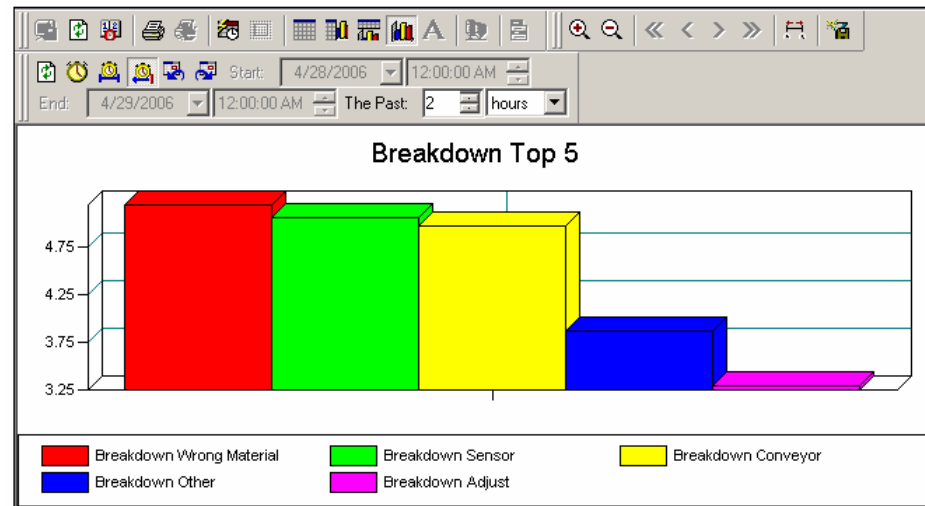 Start: 4/28/2006 12:00:00 AM
End: 4/29/2006 12:00:00 AM The Past: 2 hours
Breakdown Top 5
4.75
4.25
3.75
3.25
Breakdown Wrong Material Breakdown Sensor Breakdown Conveyor
Breakdown Other Breakdown Adjust